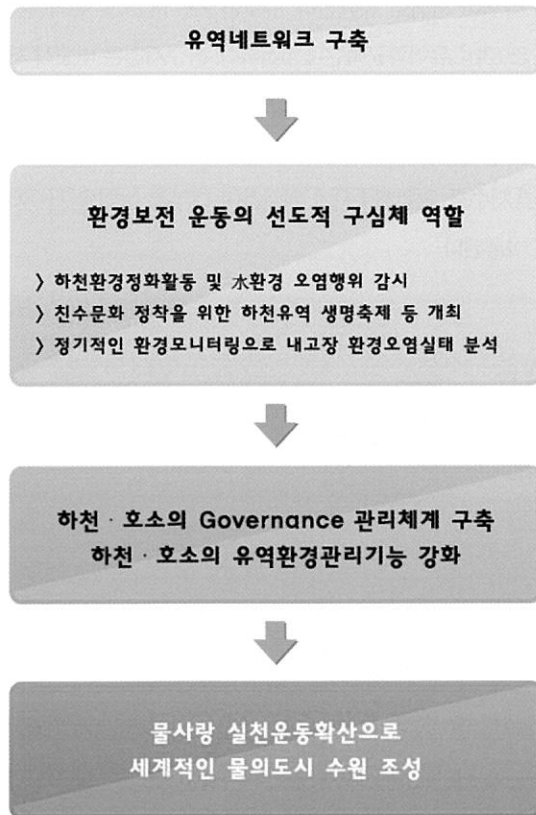 유역네트워크 구축
환경보전 운동의 선도적 구심체 역할
〉하천환경정화활동 및 水환경 오염행위 감시
〉친수문화 정착을 위한 하천유역 생명축제 등 개최
〉정기적인 환경모니터링으로 내고장 환경오염실태 분석
하천 · 호소의 Governance 관리체계 구축
하천 · 호소의 유역환경관리기능 강화
물사랑 실천운동확산으로
세계적인 물의도시 수원 조성